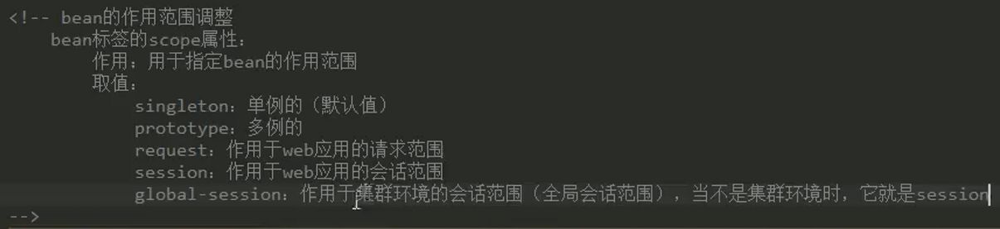 <!-- bean的作用范围调整
bean标签的scope属性：
作用：用于指定bean的作用范围
取值：
singleton：单例的（默认值）
prototype：多例的
request：作用于web应用的请求范围
session：作用于web应用的会话范围
global-session：作用于集群环境的会话范围（全局会话范围），当不是集群环境时，它就是session
-->